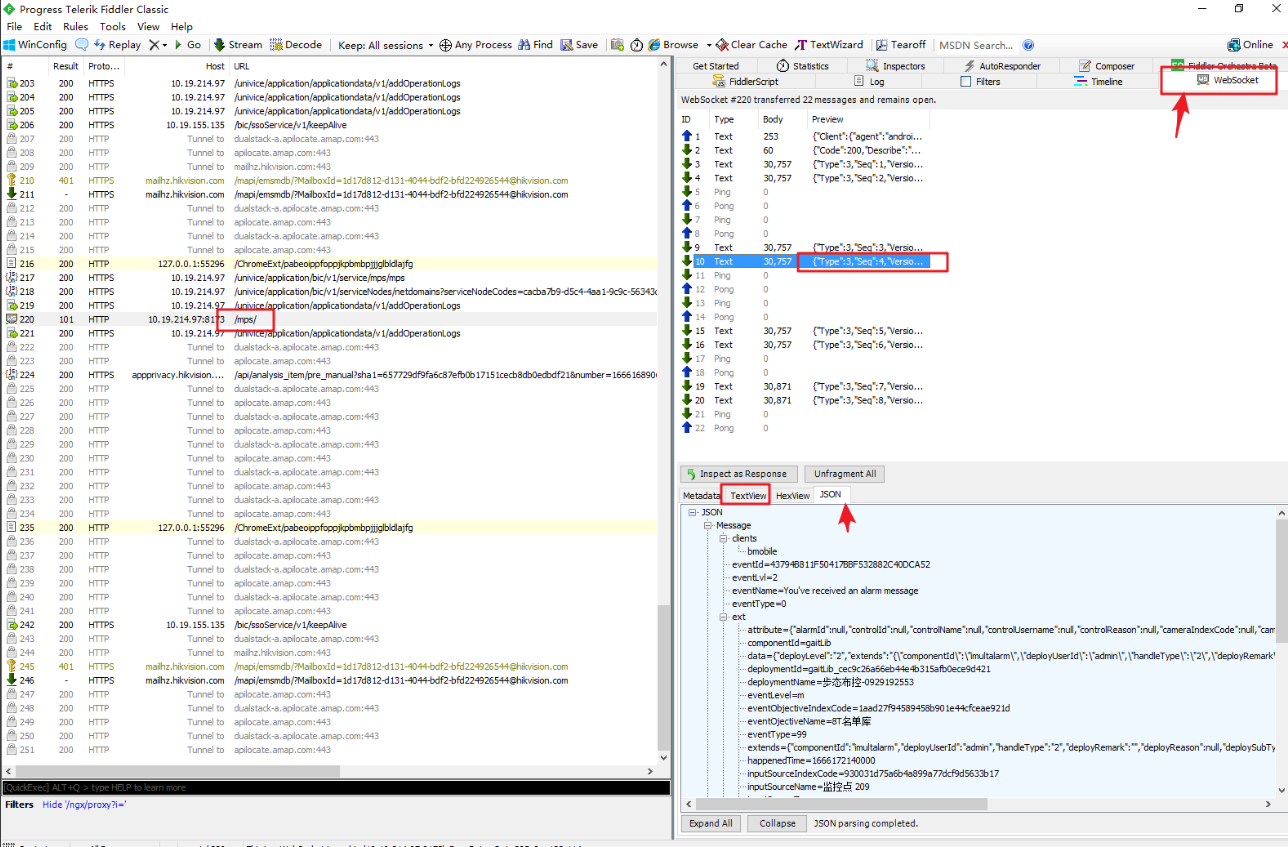 Progress Telerik Fiddler Classic
File Edit Rules Tools View Help
WinConfig Replay Go Stream Decode Keep: All sessions Any Process Find Save Browse Clear Cache TextWizard Tearoff MSDN Search... Online
# Result Proto... Host URL
203 200 HTTPS 10.19.214.97 /univice/application/applicationdata/v1/addOperationLogs
204 200 HTTPS 10.19.214.97 /univice/application/applicationdata/v1/addOperationLogs
205 200 HTTPS 10.19.214.97 /univice/application/applicationdata/v1/addOperationLogs
206 200 HTTPS 10.19.155.135 /bic/ssoService/v1/keepAlive
207 200 HTTP Tunnel to dualstack-a.apilocate.amap.com:443
208 200 HTTP Tunnel to apilocate.amap.com:443
209 200 HTTP Tunnel to mailhz.hikvision.com:443
210 401 HTTPS mailhz.hikvision.com /mapi/emsmdb/?MailboxId=1d17d812-d131-4044-bdf2-bfd224926544@hikvision.com
211 - HTTPS mailhz.hikvision.com /mapi/emsmdb/?MailboxId=1d17d812-d131-4044-bdf2-bfd224926544@hikvision.com
212 200 HTTP Tunnel to dualstack-a.apilocate.amap.com:443
213 200 HTTP Tunnel to apilocate.amap.com:443
214 200 HTTP Tunnel to dualstack-a.apilocate.amap.com:443
215 200 HTTP Tunnel to apilocate.amap.com:443
216 200 HTTP 127.0.0.1:55296 /ChromeExt/pabeoippfoppjkpbmbpjjjglbldlajfg
217 200 HTTPS 10.19.214.97 /univice/application/bic/v1/service/mps/mps
218 200 HTTPS 10.19.214.97 /univice/application/bic/v1/serviceNodes/netdomains?serviceNodeCodes=cacba7b9-d5c4-4aa1-9c9c-56343c
219 200 HTTPS 10.19.214.97 /univice/application/applicationdata/v1/addOperationLogs
220 101 HTTP 10.19.214.97:8173 /mps/
221 200 HTTPS 10.19.214.97 /univice/application/applicationdata/v1/addOperationLogs
222 200 HTTP Tunnel to dualstack-a.apilocate.amap.com:443
223 200 HTTP Tunnel to apilocate.amap.com:443
224 200 HTTPS appprivacy.hikvision.... /api/analysis_item/pre_manual?sha1=657729df9fa6c87efb0b17151cecb8db0edbdf21&number=1666168906
225 200 HTTP Tunnel to dualstack-a.apilocate.amap.com:443
226 200 HTTP Tunnel to apilocate.amap.com:443
227 200 HTTP Tunnel to dualstack-a.apilocate.amap.com:443
228 200 HTTP Tunnel to apilocate.amap.com:443
229 200 HTTP Tunnel to dualstack-a.apilocate.amap.com:443
230 200 HTTP Tunnel to apilocate.amap.com:443
231 200 HTTP Tunnel to dualstack-a.apilocate.amap.com:443
232 200 HTTP Tunnel to apilocate.amap.com:443
233 200 HTTP Tunnel to dualstack-a.apilocate.amap.com:443
234 200 HTTP Tunnel to apilocate.amap.com:443
235 200 HTTP 127.0.0.1:55296 /ChromeExt/pabeoippfoppjkpbmbpjjjglbldlajfg
236 200 HTTP Tunnel to dualstack-a.apilocate.amap.com:443
237 200 HTTP Tunnel to apilocate.amap.com:443
238 200 HTTP Tunnel to dualstack-a.apilocate.amap.com:443
239 200 HTTP Tunnel to apilocate.amap.com:443
240 200 HTTP Tunnel to dualstack-a.apilocate.amap.com:443
241 200 HTTP Tunnel to apilocate.amap.com:443
242 200 HTTPS 10.19.155.135 /bic/ssoService/v1/keepAlive
243 200 HTTP Tunnel to dualstack-a.apilocate.amap.com:443
244 200 HTTP Tunnel to mailhz.hikvision.com:443
245 401 HTTPS mailhz.hikvision.com /mapi/emsmdb/?MailboxId=1d17d812-d131-4044-bdf2-bfd224926544@hikvision.com
246 - HTTPS mailhz.hikvision.com /mapi/emsmdb/?MailboxId=1d17d812-d131-4044-bdf2-bfd224926544@hikvision.com
247 200 HTTP Tunnel to apilocate.amap.com:443
248 200 HTTP Tunnel to dualstack-a.apilocate.amap.com:443
249 200 HTTP Tunnel to apilocate.amap.com:443
250 200 HTTP Tunnel to dualstack-a.apilocate.amap.com:443
251 200 HTTP Tunnel to apilocate.amap.com:443
[QuickExec] ALT+Q > type HELP to learn more
Filters Hide '/ngx/proxy?i='
Get Started Statistics Inspectors AutoResponder Composer Fiddler Orchestra Beta
FiddlerScript Log Filters Timeline WebSocket
WebSocket #220 transferred 22 messages and remains open.
ID Type Body Preview
1 Text 253 {"Client":{"agent":"androi...
2 Text 60 {"Code":200,"Describe":"...
3 Text 30,757 {"Type":3,"Seq":1,"Versio...
4 Text 30,757 {"Type":3,"Seq":2,"Versio...
5 Ping 0
6 Pong 0
7 Ping 0
8 Pong 0
9 Text 30,757 {"Type":3,"Seq":3,"Versio...
10 Text 30,757 {"Type":3,"Seq":4,"Versio...
11 Ping 0
12 Pong 0
13 Ping 0
14 Pong 0
15 Text 30,757 {"Type":3,"Seq":5,"Versio...
16 Text 30,757 {"Type":3,"Seq":6,"Versio...
17 Ping 0
18 Pong 0
19 Text 30,871 {"Type":3,"Seq":7,"Versio...
20 Text 30,871 {"Type":3,"Seq":8,"Versio...
21 Ping 0
22 Pong 0
Inspect as Response Unfragment All
Metadata TextView HexView JSON
JSON
Message
clients
bmobile
eventId=43794B811F50417BBF532882C40DCA52
eventLvl=2
eventName=You've received an alarm message
eventType=0
ext
attribute={"alarmId":null,"controlId":null,"controlName":null,"controlUsername":null,"controlReason":null,"cameraIndexCode":null,"cam
componentId=gaitLib
data={"deployLevel":"2","extends":"{\"componentId\":\"imultalarm\",\"deployUserId\":\"admin\",\"handleType\":\"2\",\"deployRemark\
deploymentId=gaitLib_cec9c26a66eb44e4b315afb0ece9d421
deploymentName=步态布控-0929192553
eventLevel=m
eventObjectiveIndexCode=1aad27f94589458b901e44cfceae921d
eventOjectiveName=8T名单库
eventType=99
extends={"componentId":"imultalarm","deployUserId":"admin","handleType":"2","deployRemark":"","deployReason":null,"deploySubTy
happenedTime=1666172140000
inputSourceIndexCode=930031d75a6b4a899a77dcf9d5633b17
inputSourceName=监控点 209
Expand All Collapse JSON parsing completed.